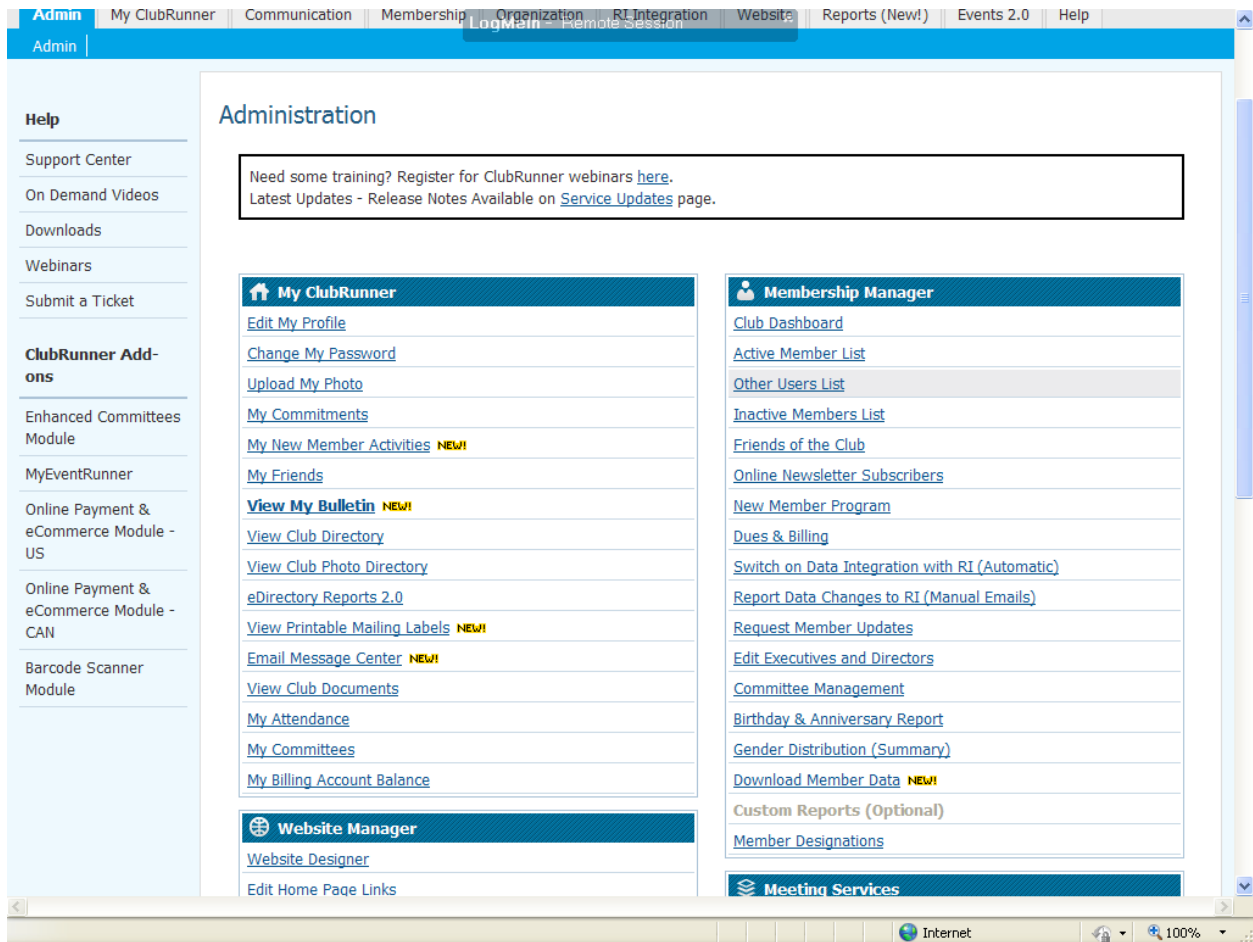 Admin My ClubRunner Communication Membership Organization RI Integration Website Reports (New!) Events 2.0 Help
LogMeIn - Remote Session
Admin
Help
Support Center
On Demand Videos
Downloads
Webinars
Submit a Ticket
ClubRunner Add-
ons
Enhanced Committees
Module
MyEventRunner
Online Payment &
eCommerce Module -
US
Online Payment &
eCommerce Module -
CAN
Barcode Scanner
Module
Administration
Need some training? Register for ClubRunner webinars here.
Latest Updates - Release Notes Available on Service Updates page.
My ClubRunner
Edit My Profile
Change My Password
Upload My Photo
My Commitments
My New Member Activities NEW!
My Friends
View My Bulletin NEW!
View Club Directory
View Club Photo Directory
eDirectory Reports 2.0
View Printable Mailing Labels NEW!
Email Message Center NEW!
View Club Documents
My Attendance
My Committees
My Billing Account Balance
Website Manager
Website Designer
Edit Home Page Links
Membership Manager
Club Dashboard
Active Member List
Other Users List
Inactive Members List
Friends of the Club
Online Newsletter Subscribers
New Member Program
Dues & Billing
Switch on Data Integration with RI (Automatic)
Report Data Changes to RI (Manual Emails)
Request Member Updates
Edit Executives and Directors
Committee Management
Birthday & Anniversary Report
Gender Distribution (Summary)
Download Member Data NEW!
Custom Reports (Optional)
Member Designations
Meeting Services
Internet
100%